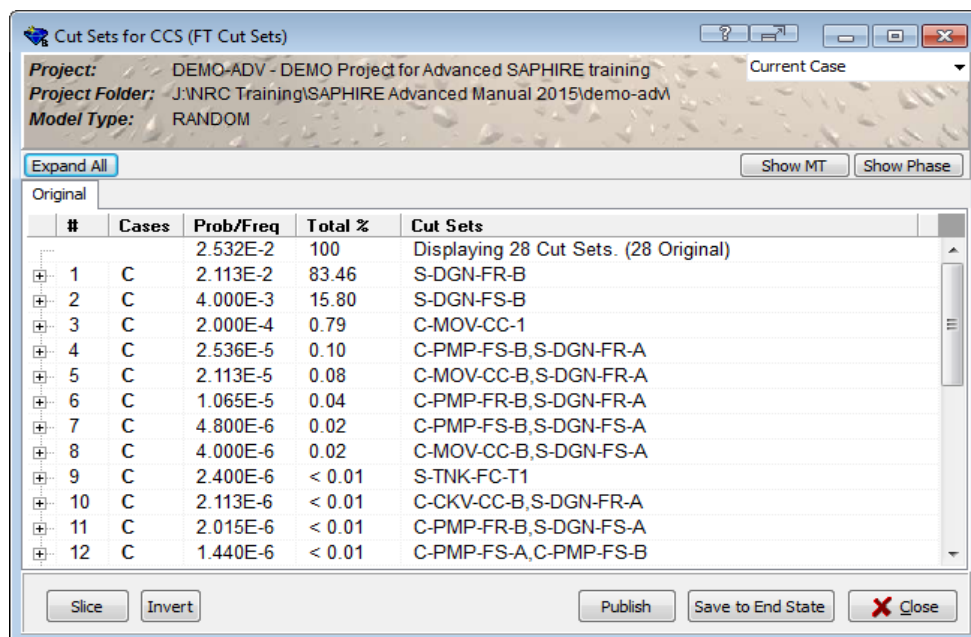 Cut Sets for CCS (FT Cut Sets)
Project: DEMO-ADV - DEMO Project for Advanced SAPHIRE training Current Case
Project Folder: J:\NRC Training\SAPHIRE Advanced Manual 2015\demo-adv\
Model Type: RANDOM
Expand All Show MT Show Phase
Original
# Cases Prob/Freq Total % Cut Sets
2.532E-2 100 Displaying 28 Cut Sets. (28 Original)
1 C 2.113E-2 83.46 S-DGN-FR-B
2 C 4.000E-3 15.80 S-DGN-FS-B
3 C 2.000E-4 0.79 C-MOV-CC-1
4 C 2.536E-5 0.10 C-PMP-FS-B,S-DGN-FR-A
5 C 2.113E-5 0.08 C-MOV-CC-B,S-DGN-FR-A
6 C 1.065E-5 0.04 C-PMP-FR-B,S-DGN-FR-A
7 C 4.800E-6 0.02 C-PMP-FS-B,S-DGN-FS-A
8 C 4.000E-6 0.02 C-MOV-CC-B,S-DGN-FS-A
9 C 2.400E-6 < 0.01 S-TNK-FC-T1
10 C 2.113E-6 < 0.01 C-CKV-CC-B,S-DGN-FR-A
11 C 2.015E-6 < 0.01 C-PMP-FR-B,S-DGN-FS-A
12 C 1.440E-6 < 0.01 C-PMP-FS-A,C-PMP-FS-B
Slice Invert Publish Save to End State Close